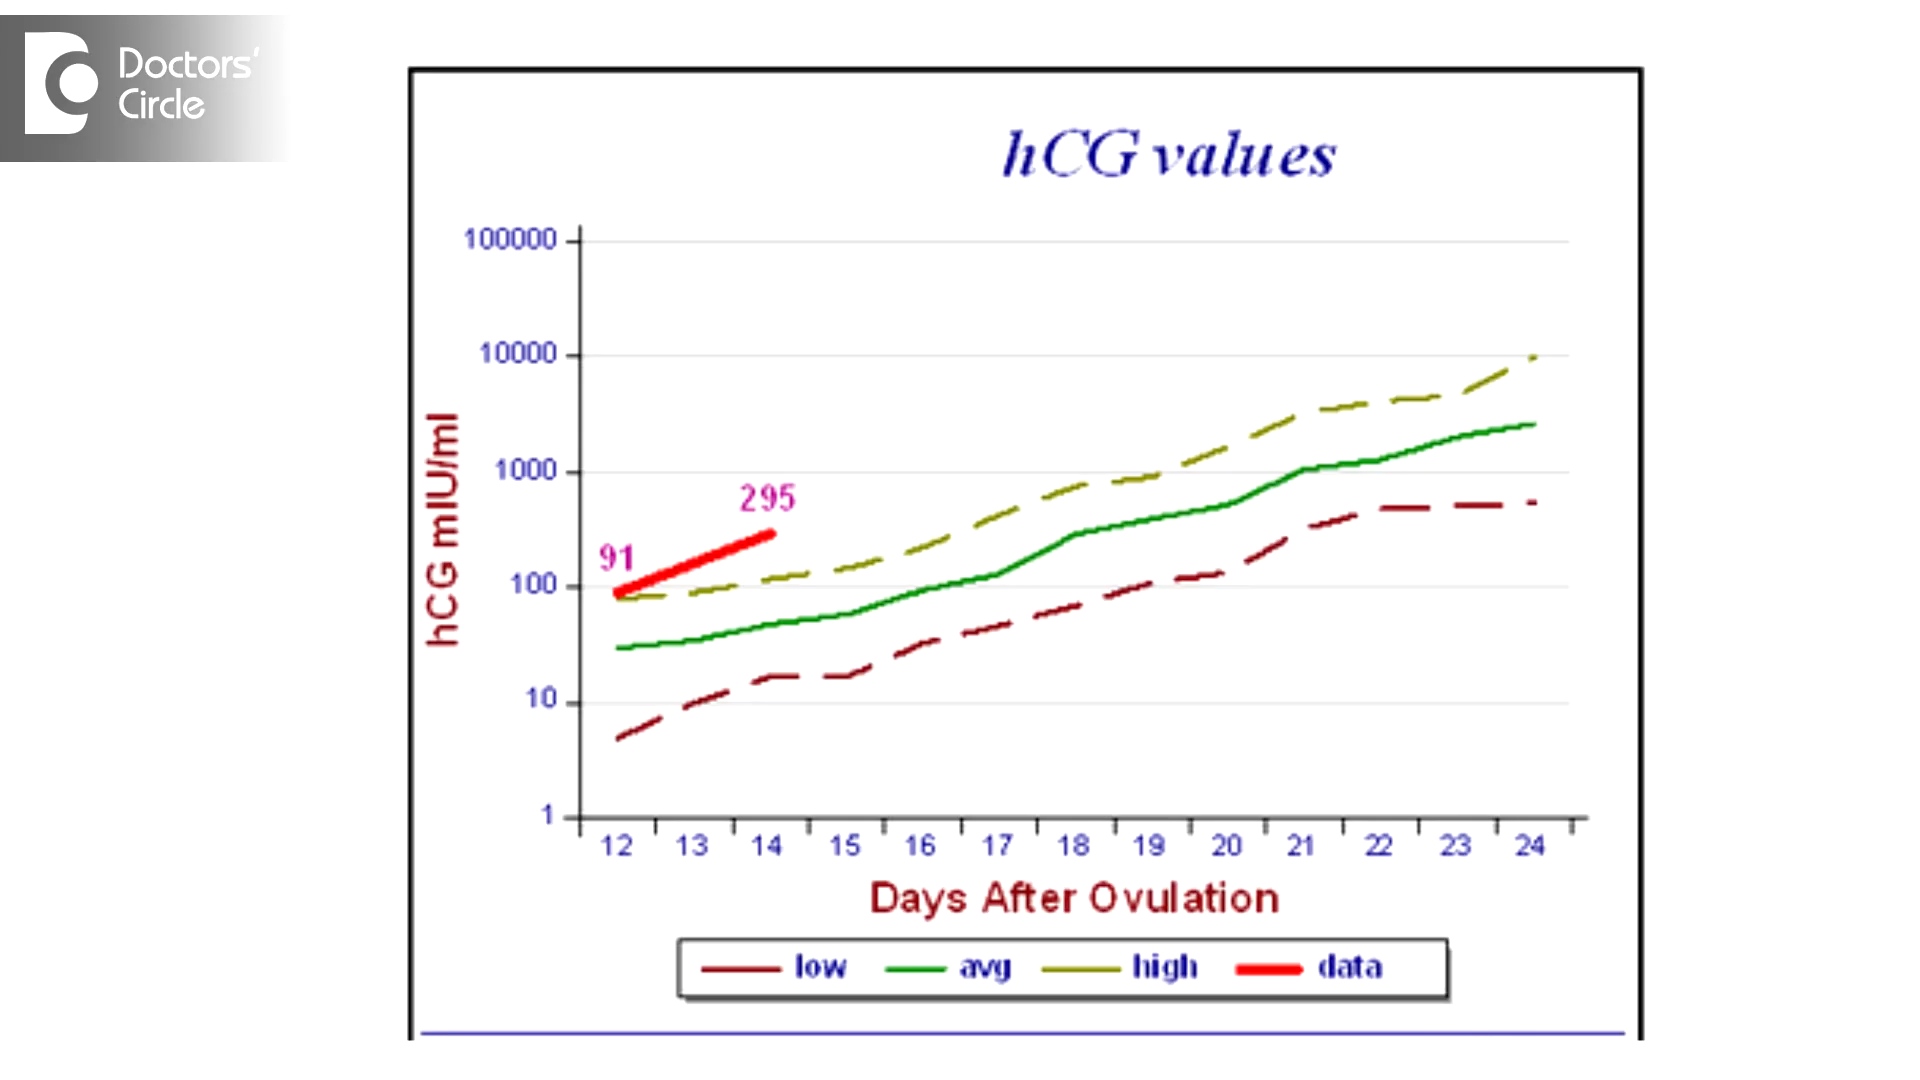 Doctors'
Circle
hCG values
100000
10000
1000
100
10
1
hCG mIU/ml
91
295
12 13 14 15 16 17 18 19 20 21 22 23 24
Days After Ovulation
low avg high data